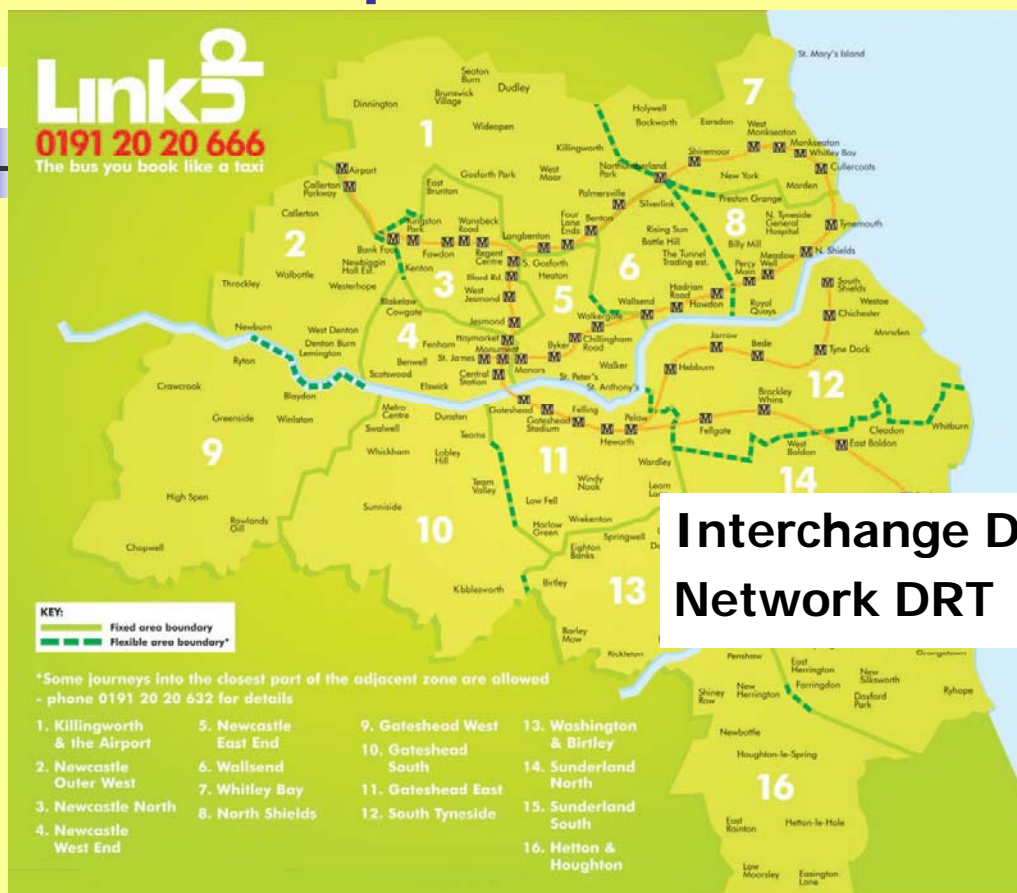 LinkUp
0191 20 20 666
The bus you book like a taxi
St. Mary's Island
Seaton
Burn
Dudley
Brunswick
Village
Dinnington
Wideopen
1
7
Holywell
Backworth
Earsdon
West
Monkseaton
Monkseaton
Whitley Bay
Cullercoats
Killingworth
Shiremoor
Northumberland
Park
West
Moor
Gosforth Park
Airport
Callerton
Parkway
East
Brunton
New York
Marden
Preston Grange
Palmersville
Silverlink
Callerton
2
Kingston
Park
Wansbeck
Road
Four
Lane
Ends
Benton
Longbenton
8
N. Tyneside
General
Hospital
Tynemouth
Rising Sun
Battle Hill
The Tunnel
Trading est.
Billy Mill
Bank Foot
Fawdon
Regent
Centre
S. Gosforth
N. Shields
Meadow
Well
Percy
Main
Newbiggin
Hall Est.
Kenton
Walbottle
Westerhope
3
Ilford Rd.
Heaton
6
West
Jesmond
5
Hadrian
Road
Howdon
Wallsend
South
Shields
Westoe
Throckley
Blakelaw
Cowgate
Royal
Quays
Chichester
Walkergate
Jesmond
4
Newburn
West Denton
Denton Burn
Lemington
Fenham
Haymarket
Monument
St. James
Byker
Chillingham
Road
Jarrow
Bede
Marsden
Tyne Dock
Benwell
Manors
Walker
Ryton
Scotswood
Elswick
Central
Station
St. Peter's
St. Anthony's
Hebburn
12
Crawcrook
Blaydon
Brockley
Whins
Metro
Centre
Dunston
Gateshead
Gateshead
Stadium
Felling
Pelaw
Heworth
Fellgate
Cleadon
Whitburn
Greenside
Winlaton
9
Swalwell
Teams
West
Boldon
East Boldon
Whickham
Lobley
Hill
11
Wardley
Windy
Nook
14
Team
Valley
High Spen
Sunniside
Low Fell
10
Rowlands
Gill
Harlow
Green
Wrekenton
Springwell
Chopwell
Eighton
Banks
Interchange D
Network DRT
Kibblesworth
Birtley
13
Barley
Mow
Rickleton
KEY:
Fixed area boundary
Flexible area boundary*
Penshaw
East
Herrington
New
Silksworth
Shiney
Row
New
Herrington
Farringdon
Doxford
Park
Ryhope
Newbottle
Houghton-le-Spring
16
East
Rainton
Hetton-le-Hole
Low
Moorsley
Easington
Lane
*Some journeys into the closest part of the adjacent zone are allowed
- phone 0191 20 20 632 for details
1. Killingworth
& the Airport
2. Newcastle
Outer West
3. Newcastle North
4. Newcastle
West End
5. Newcastle
East End
6. Wallsend
7. Whitley Bay
8. North Shields
9. Gateshead West
10. Gateshead
South
11. Gateshead East
12. South Tyneside
13. Washington
& Birtley
14. Sunderland
North
15. Sunderland
South
16. Hetton &
Houghton